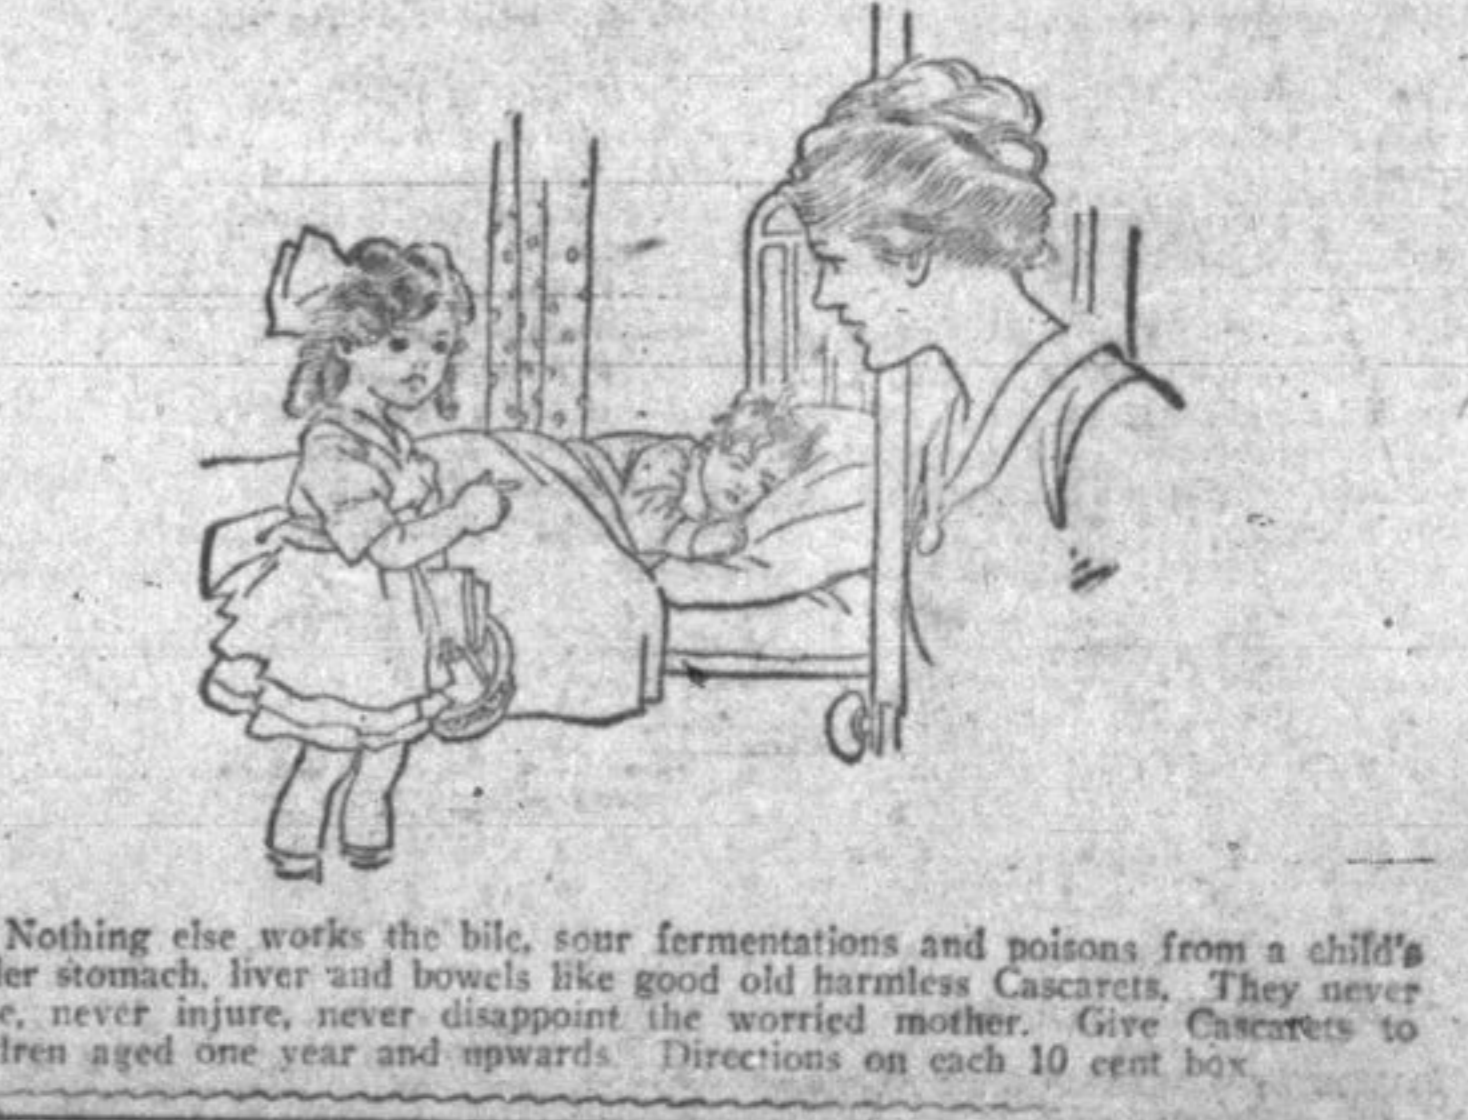 Nothing else works the bile, sour fermentations and poisons from a child's
der stomach, liver and bowels like good old harmless Cascarets. They never
e, never injure, never disappoint the worried mother. Give Cascarets to
ldren aged one year and upwards. Directions on each 10 cent box